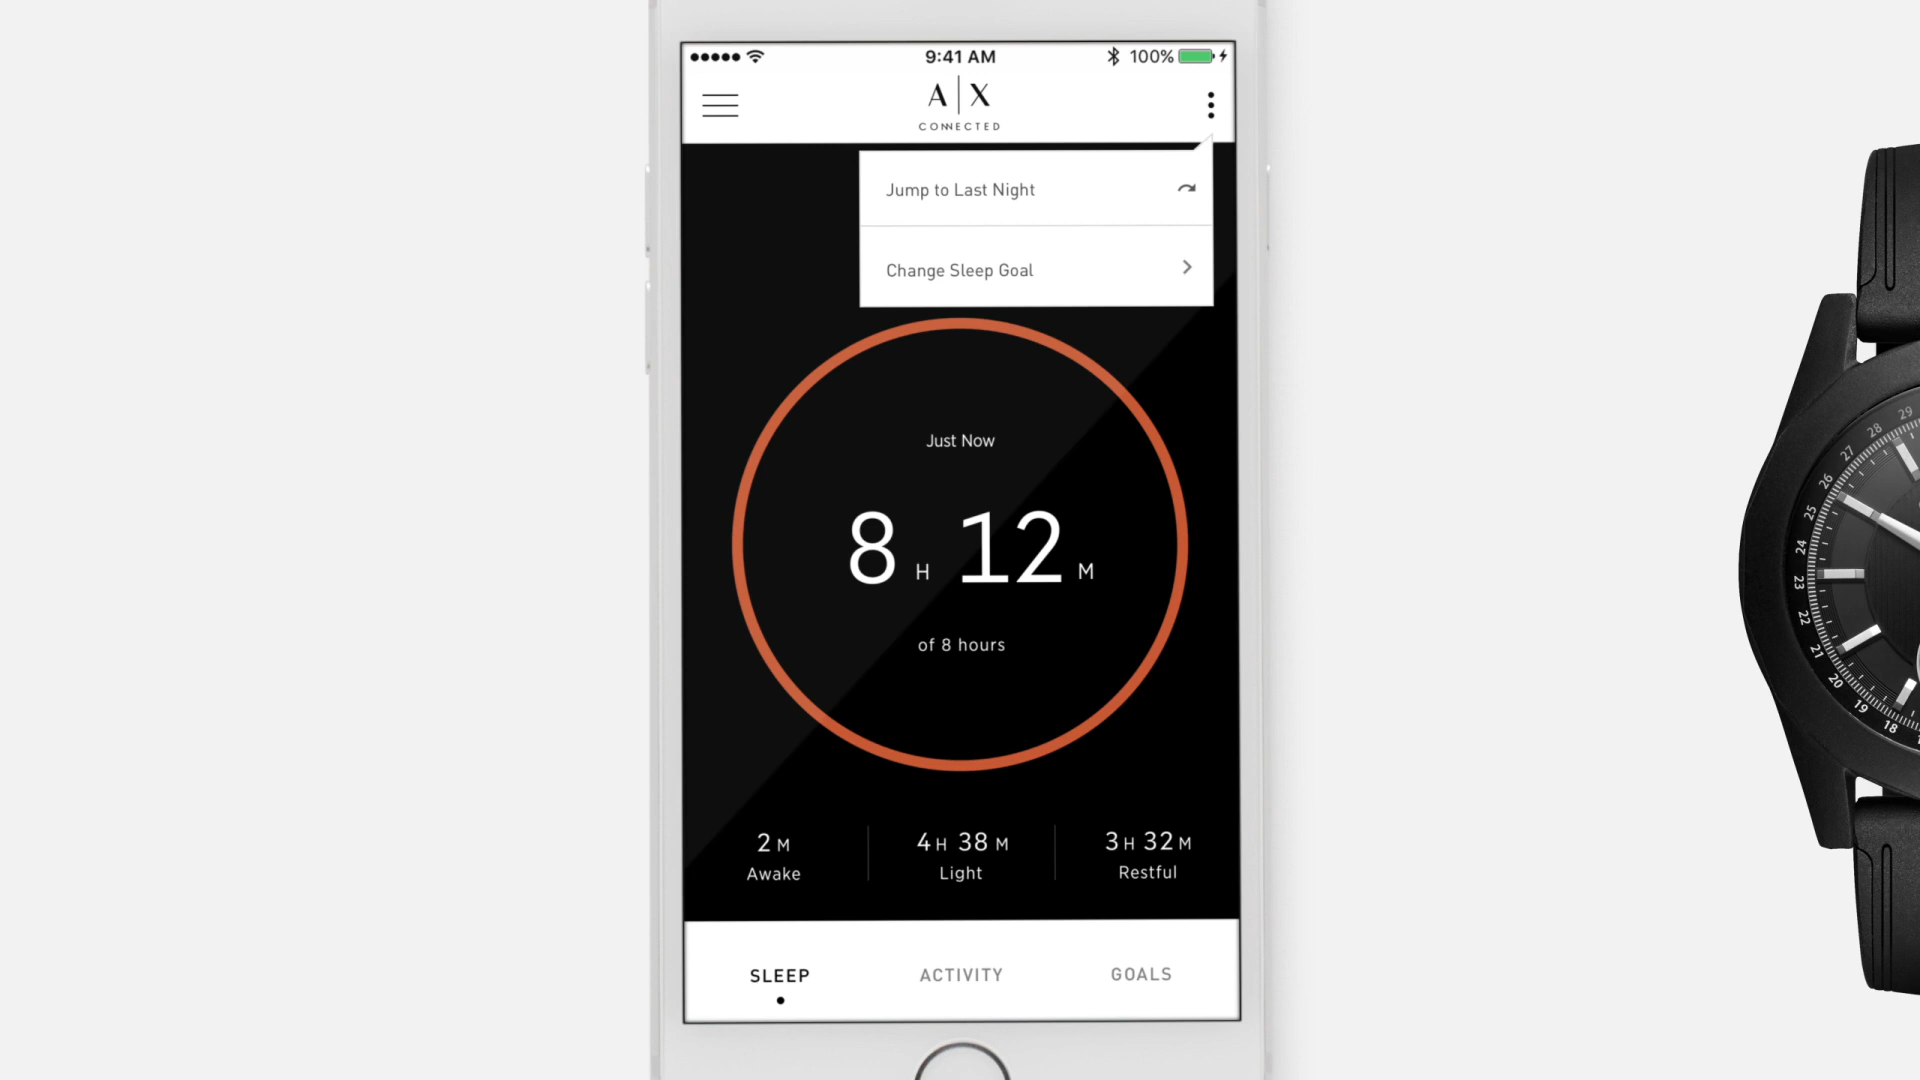 9:41 AM
100%
A|X
CONNECTED
Jump to Last Night
Change Sleep Goal
Just Now
8 H 12 M
of 8 hours
2 M
Awake
4 H 38 M
Light
3 H 32 M
Restful
SLEEP
ACTIVITY
GOALS
29
28
27
26
25
24
23
22
21
20
19
18